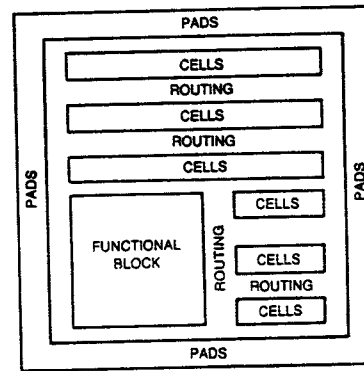 PADS
CELLS
ROUTING
CELLS
ROUTING
CELLS
PADS
PADS
CELLS
FUNCTIONAL
BLOCK
ROUTING
CELLS
ROUTING
CELLS
PADS